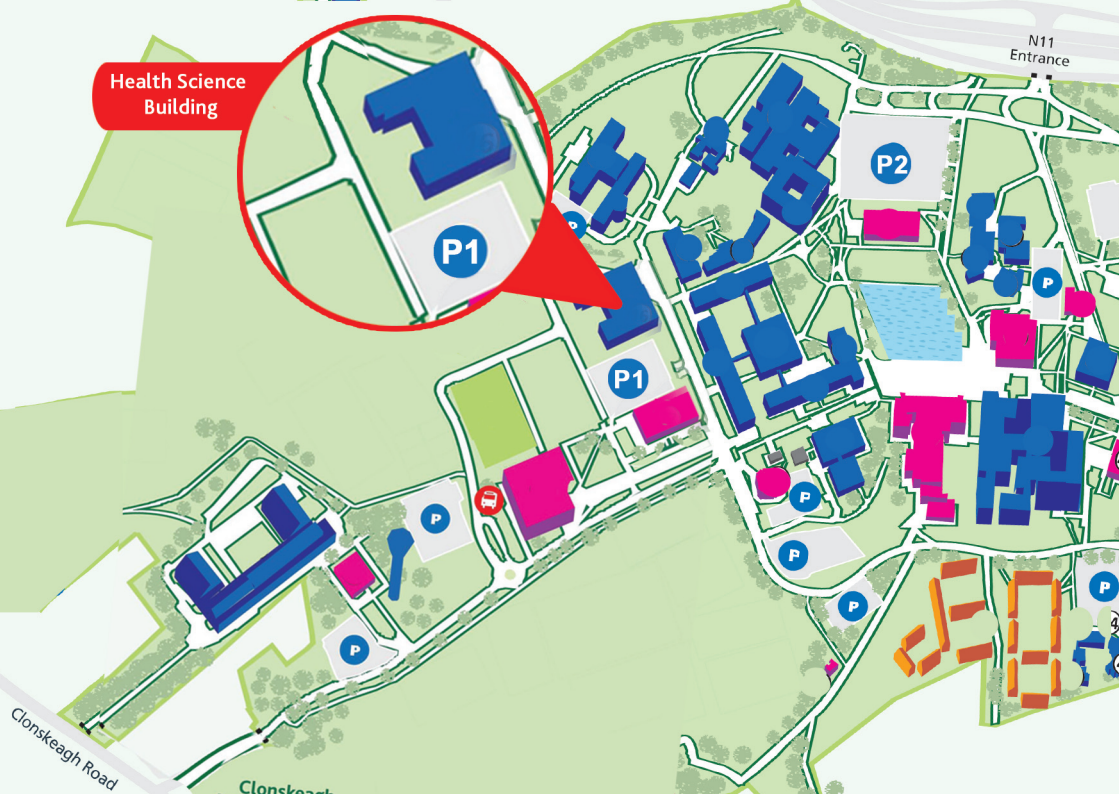 N11
Entrance
Health Science
Building
P2
P
P1
P
P1
P
P
P
P
P
P
P
Clonskeagh Road
Clonskeagh